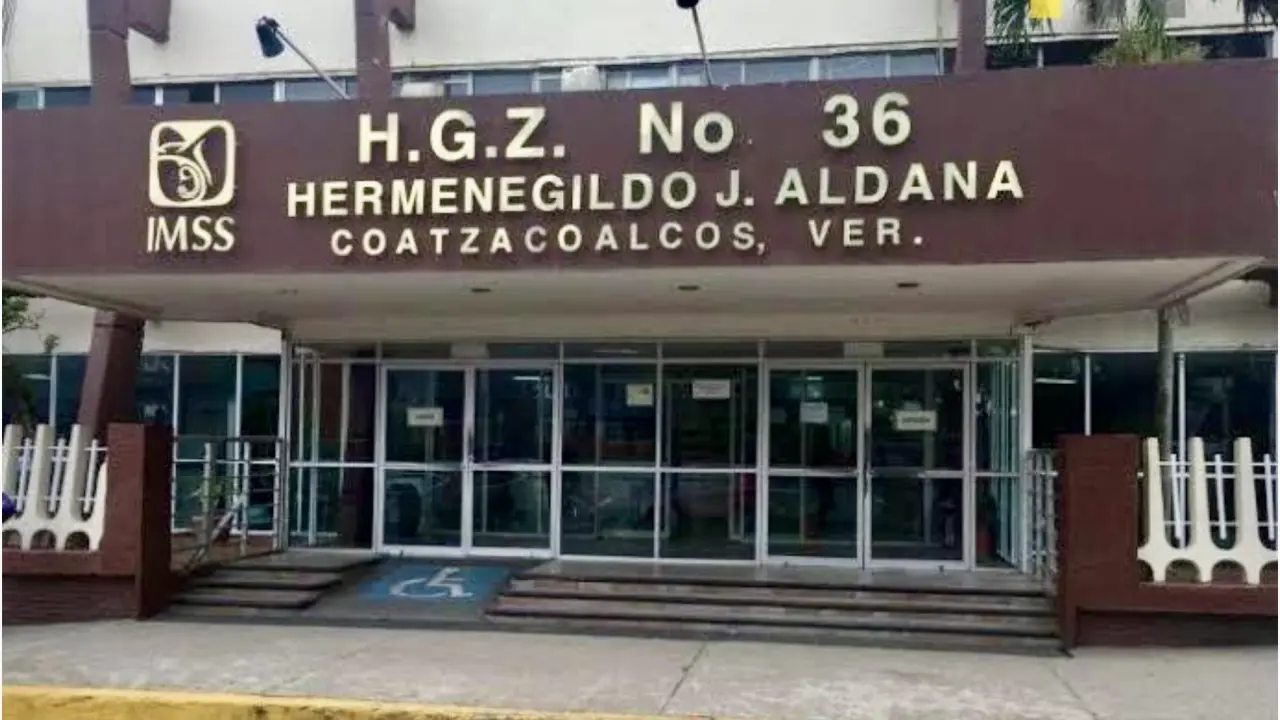 H.G.Z. No 36
HERMENEGILDO J. ALDANA
COATZACOALCOS, VER.
IMSS